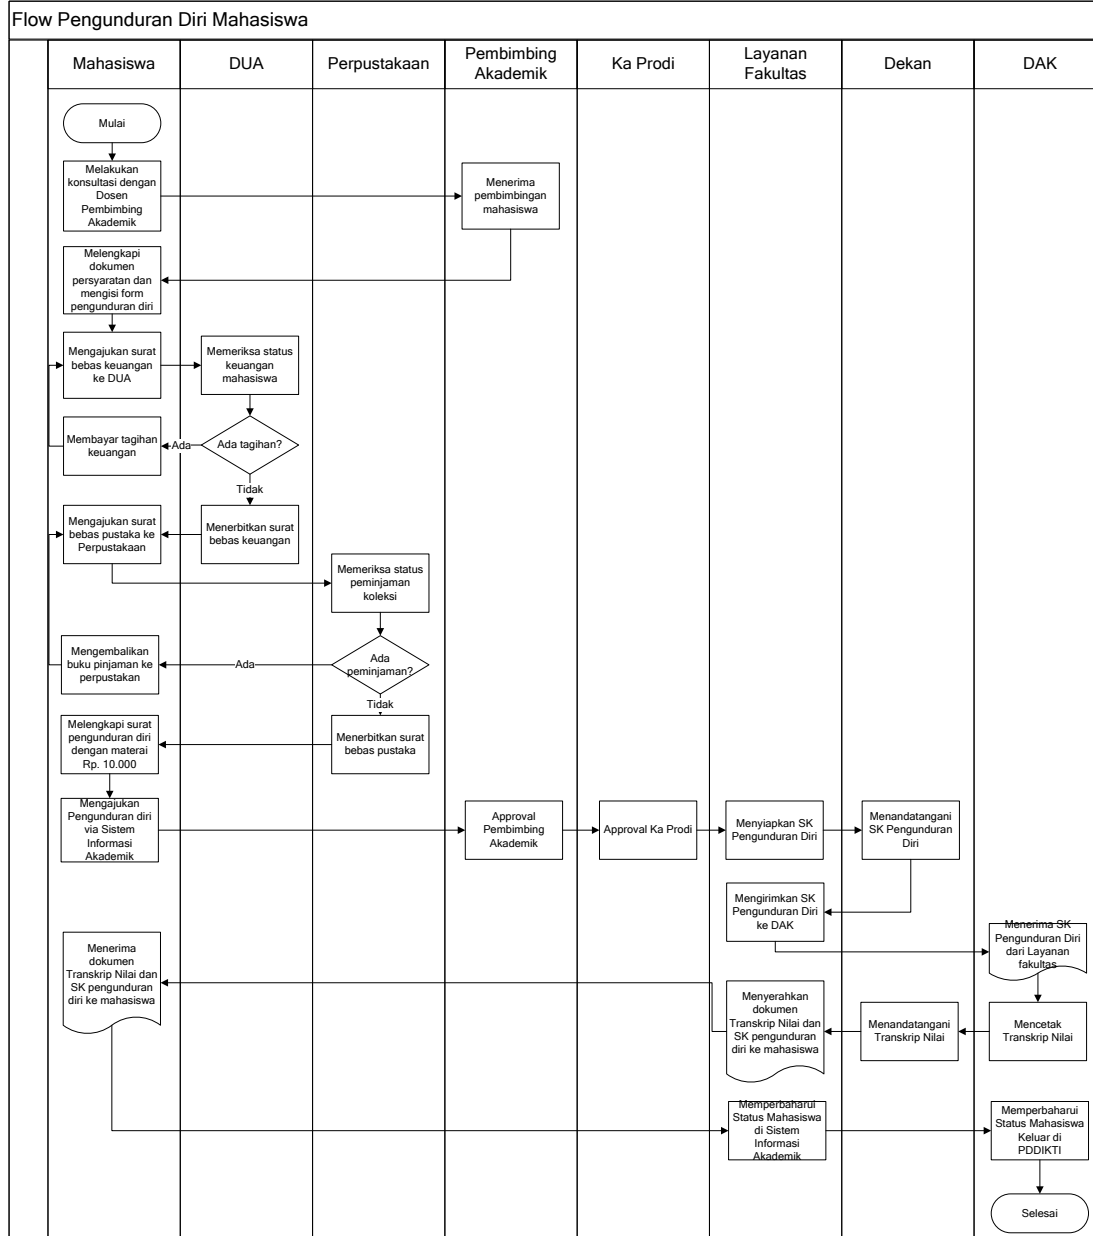 Flow Pengunduran Diri Mahasiswa
Mahasiswa
DUA
Perpustakaan
Pembimbing
Akademik
Ka Prodi
Layanan
Fakultas
Dekan
DAK
Mulai
Melakukan
konsultasi dengan
Dosen
Pembimbing
Akademik
Menerima
pembimbingan
mahasiswa
Melengkapi
dokumen
persyaratan dan
mengisi form
pengunduran diri
Mengajukan surat
bebas keuangan
ke DUA
Memeriksa status
keuangan
mahasiswa
Membayar tagihan
keuangan
Ada
Ada tagihan?
Tidak
Mengajukan surat
bebas pustaka ke
Perpustakaan
Menerbitkan surat
bebas keuangan
Memeriksa status
peminjaman
koleksi
Mengembalikan
buku pinjaman ke
perpustakan
Ada
Ada
peminjaman?
Tidak
Melengkapi surat
pengunduran diri
dengan materai
Rp. 10.000
Menerbitkan surat
bebas pustaka
Mengajukan
Pengunduran diri
via Sistem
Informasi
Akademik
Approval
Pembimbing
Akademik
Approval Ka Prodi
Menyiapkan SK
Pengunduran Diri
Menandatangani
SK Pengunduran
Diri
Mengirimkan SK
Pengunduran Diri
ke DAK
Menerima SK
Pengunduran Diri
dari Layanan
fakultas
Menerima
dokumen
Transkrip Nilai dan
SK pengunduran
diri ke mahasiswa
Menyerahkan
dokumen
Transkrip Nilai dan
SK pengunduran
diri ke mahasiswa
Menandatangani
Transkrip Nilai
Mencetak
Transkrip Nilai
Memperbaharui
Status Mahasiswa
di Sistem
Informasi
Akademik
Memperbaharui
Status Mahasiswa
Keluar di
PDDIKTI
Selesai